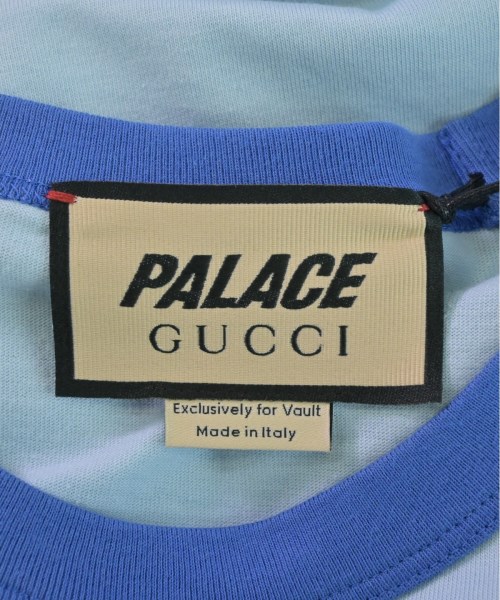 PALACE
GUCCI
Exclusively for Vault
Made in Italy